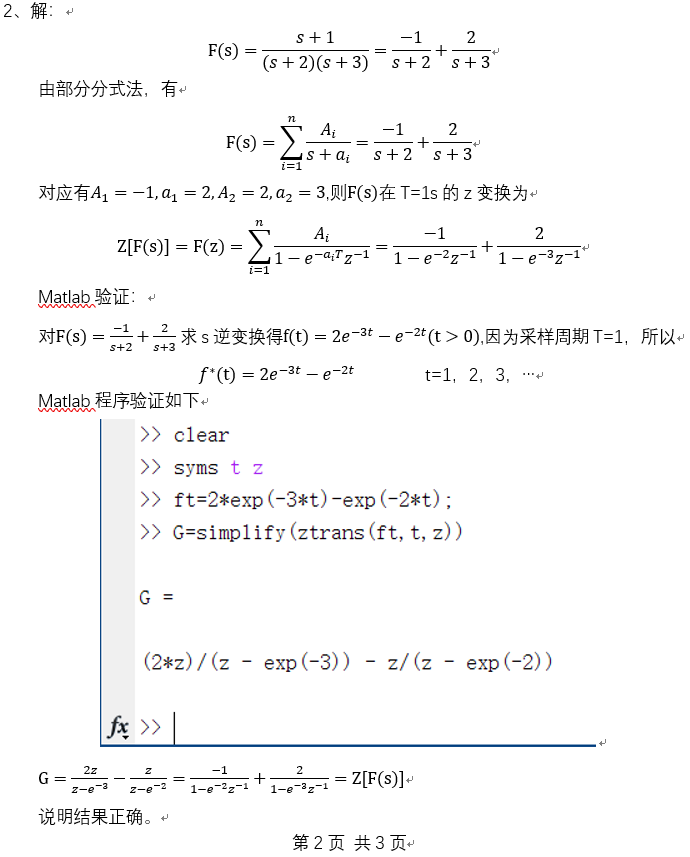 2、解：
F(s) = \frac{s+1}{(s+2)(s+3)} = \frac{-1}{s+2} + \frac{2}{s+3}
由部分分式法，有
F(s) = \sum_{i=1}^{n} \frac{A_i}{s+a_i} = \frac{-1}{s+2} + \frac{2}{s+3}
对应有A_1 = −1, a_1 = 2, A_2 = 2, a_2 = 3,则F(s)在 T=1s 的 z 变换为
Z[F(s)] = F(z) = \sum_{i=1}^{n} \frac{A_i}{1-e^{-a_iT}z^{-1}} = \frac{-1}{1-e^{-2}z^{-1}} + \frac{2}{1-e^{-3}z^{-1}}
Matlab 验证：
对F(s) = \frac{-1}{s+2} + \frac{2}{s+3} 求 s 逆变换得f(t) = 2e^{-3t} − e^{-2t}(t > 0),因为采样周期 T=1，所以
f^*(t) = 2e^{-3t} − e^{-2t} t=1，2，3，…
Matlab 程序验证如下
>> clear
>> syms t z
>> ft=2*exp(-3*t)-exp(-2*t);
>> G=simplify(ztrans(ft,t,z))
G =
(2*z)/(z - exp(-3)) - z/(z - exp(-2))
fx >>
G = \frac{2z}{z-e^{-3}} − \frac{z}{z-e^{-2}} = \frac{-1}{1-e^{-2}z^{-1}} + \frac{2}{1-e^{-3}z^{-1}} = Z[F(s)]
说明结果正确。
第 2 页 共 3 页